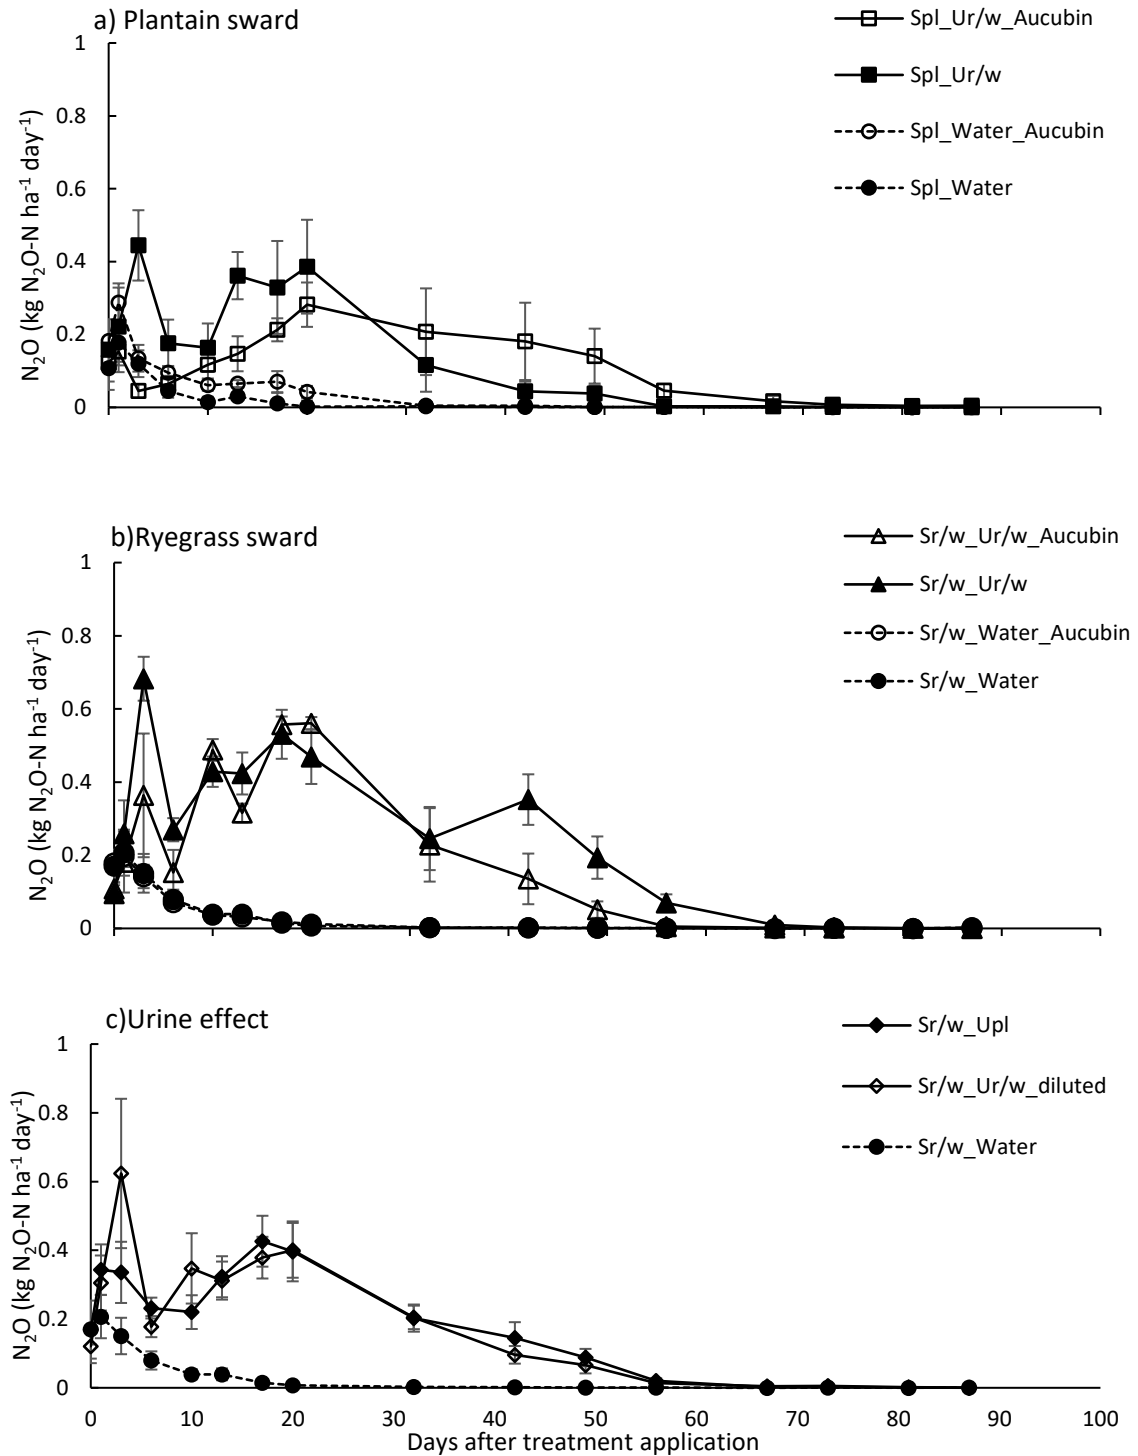 a) Plantain sward
Spl_Ur/w_Aucubin
Spl_Ur/w
Spl_Water_Aucubin
Spl_Water
N₂O (kg N₂O-N ha⁻¹ day⁻¹)
1
0.8
0.6
0.4
0.2
0
b)Ryegrass sward
Sr/w_Ur/w_Aucubin
Sr/w_Ur/w
Sr/w_Water_Aucubin
Sr/w_Water
N₂O (kg N₂O-N ha⁻¹ day⁻¹)
1
0.8
0.6
0.4
0.2
0
c)Urine effect
Sr/w_Upl
Sr/w_Ur/w_diluted
Sr/w_Water
N₂O (kg N₂O-N ha⁻¹ day⁻¹)
1
0.8
0.6
0.4
0.2
0
0 10 20 30 40 50 60 70 80 90 100
Days after treatment application